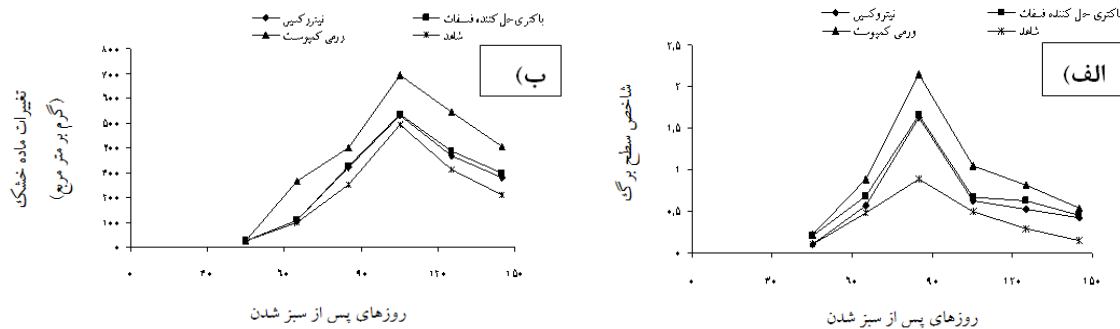 باکتری حل کننده فسفات
نیتروکسین
ورمی کمپوست
شاهد
الف)
شاخص سطح برگ
۲٫۵
۲
۱٫۵
۱
۰٫۵
۰
۰ ۳۰ ۶۰ ۹۰ ۱۲۰ ۱۵۰
روزهای پس از سبز شدن
باکتری حل کننده فسفات
نیتروکسین
ورمی کمپوست
شاهد
ب)
تغییرات ماده خشک
(گرم بر متر مربع)
۸۰۰
۷۰۰
۶۰۰
۵۰۰
۴۰۰
۳۰۰
۲۰۰
۱۰۰
۰
۰ ۳۰ ۶۰ ۹۰ ۱۲۰ ۱۵۰
روزهای پس از سبز شدن